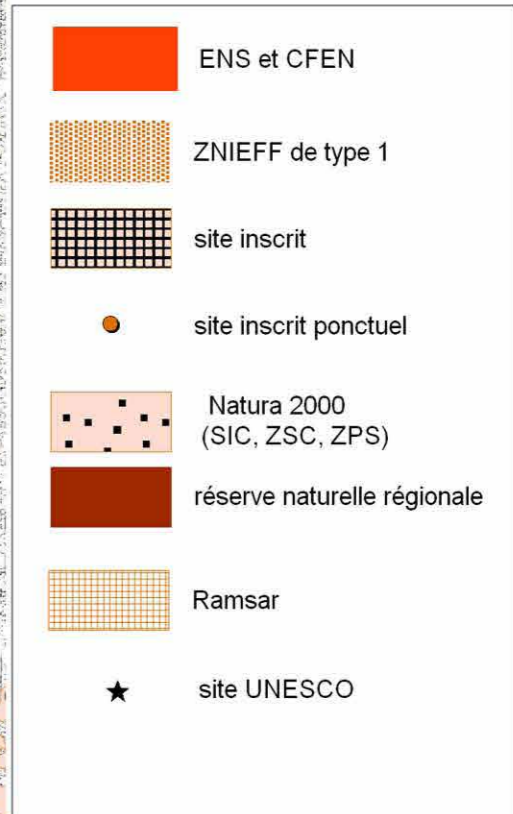 ENS et CFEN
ZNIEFF de type 1
site inscrit
site inscrit ponctuel
Natura 2000
(SIC, ZSC, ZPS)
réserve naturelle régionale
Ramsar
site UNESCO